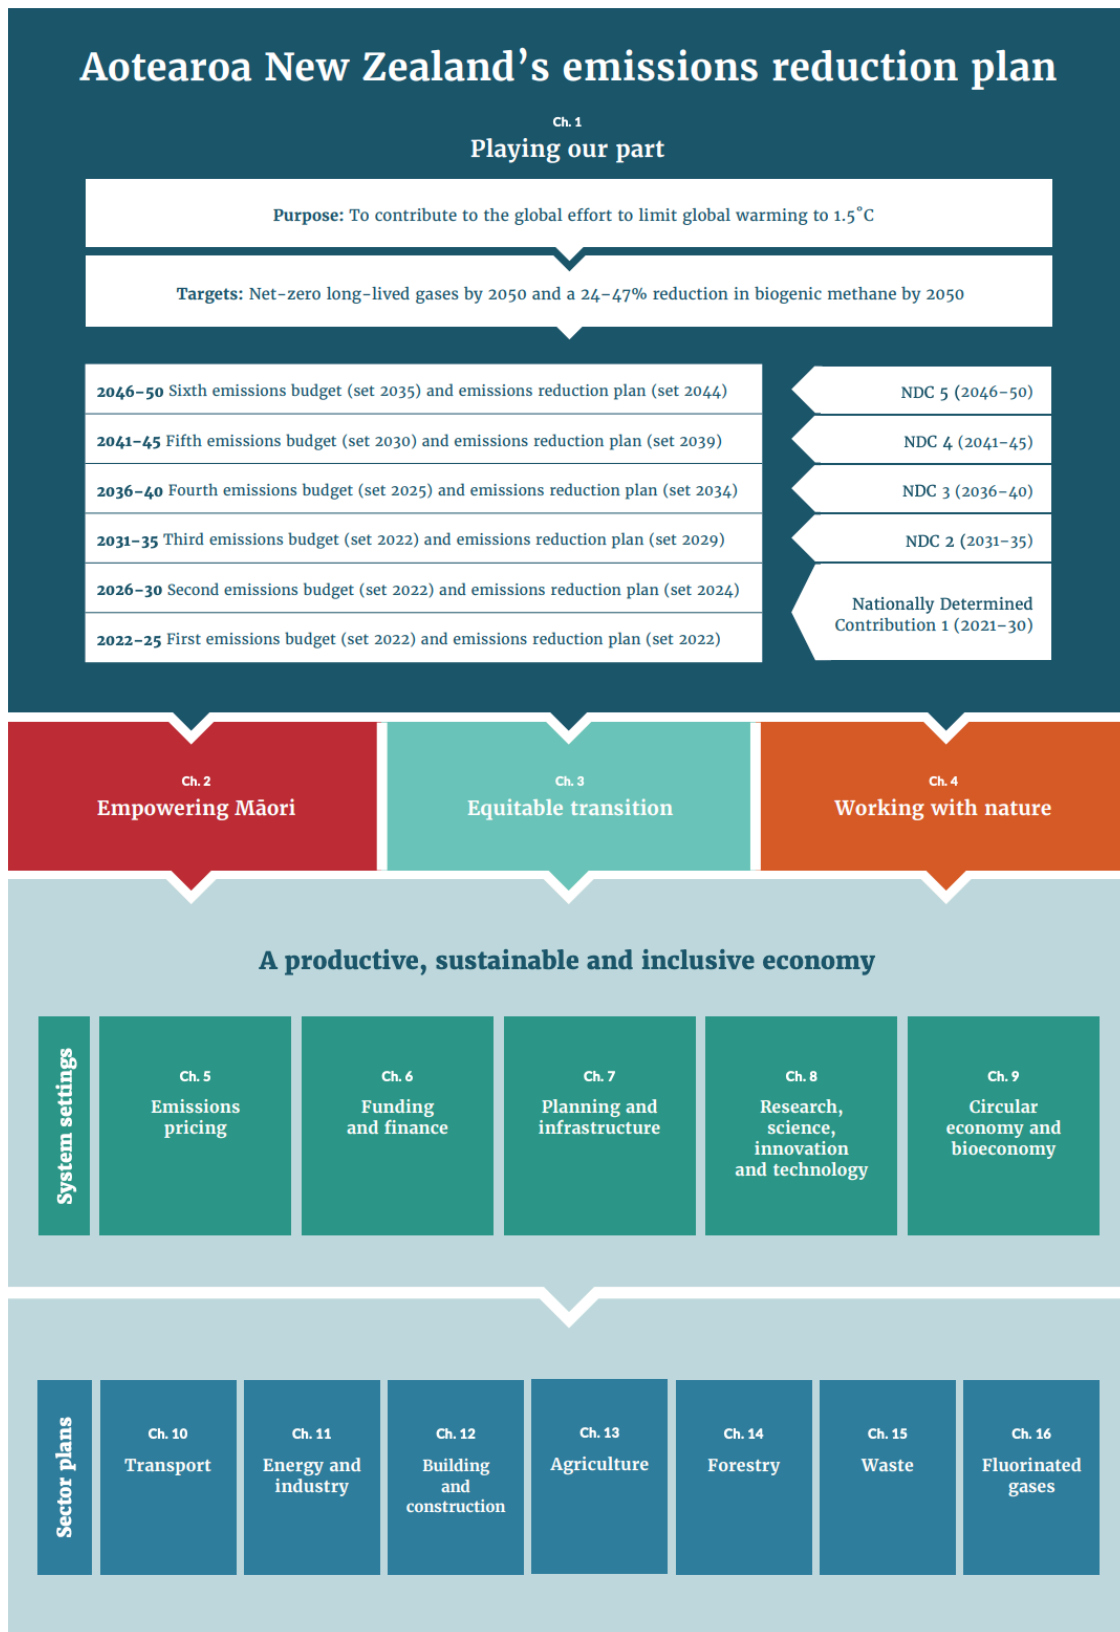 Aotearoa New Zealand’s emissions reduction plan
Ch. 1
Playing our part
Purpose: To contribute to the global effort to limit global warming to 1.5˚C
Targets: Net-zero long-lived gases by 2050 and a 24–47% reduction in biogenic methane by 2050
2046–50 Sixth emissions budget (set 2035) and emissions reduction plan (set 2044)
NDC 5 (2046–50)
2041–45 Fifth emissions budget (set 2030) and emissions reduction plan (set 2039)
NDC 4 (2041–45)
2036–40 Fourth emissions budget (set 2025) and emissions reduction plan (set 2034)
NDC 3 (2036–40)
2031–35 Third emissions budget (set 2022) and emissions reduction plan (set 2029)
NDC 2 (2031–35)
2026–30 Second emissions budget (set 2022) and emissions reduction plan (set 2024)
2022–25 First emissions budget (set 2022) and emissions reduction plan (set 2022)
Nationally Determined
Contribution 1 (2021–30)
Ch. 2
Empowering Māori
Ch. 3
Equitable transition
Ch. 4
Working with nature
A productive, sustainable and inclusive economy
System settings
Ch. 5
Emissions
pricing
Ch. 6
Funding
and finance
Ch. 7
Planning and
infrastructure
Ch. 8
Research,
science,
innovation
and technology
Ch. 9
Circular
economy and
bioeconomy
Sector plans
Ch. 10
Transport
Ch. 11
Energy and
industry
Ch. 12
Building
and
construction
Ch. 13
Agriculture
Ch. 14
Forestry
Ch. 15
Waste
Ch. 16
Fluorinated
gases